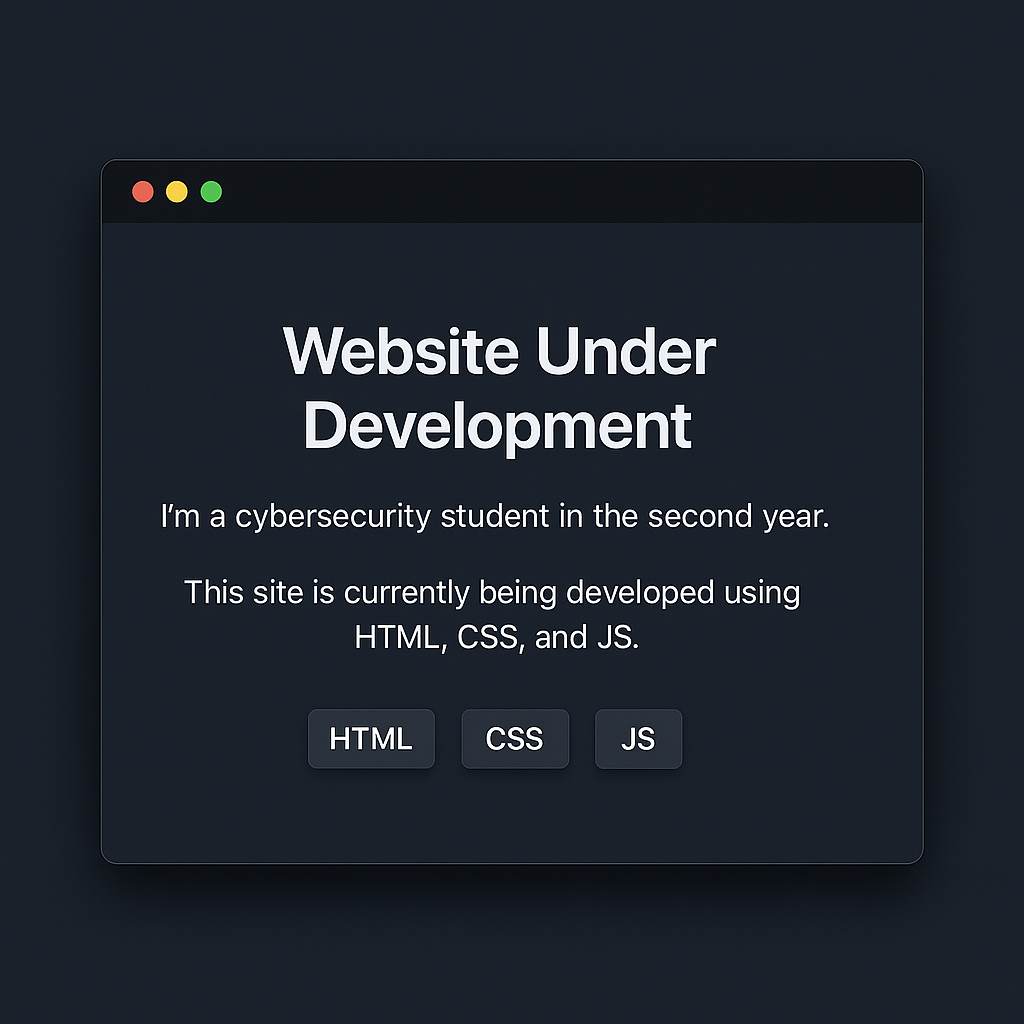 Website Under
Development
I’m a cybersecurity student in the second year.
This site is currently being developed using
HTML, CSS, and JS.
HTML CSS JS